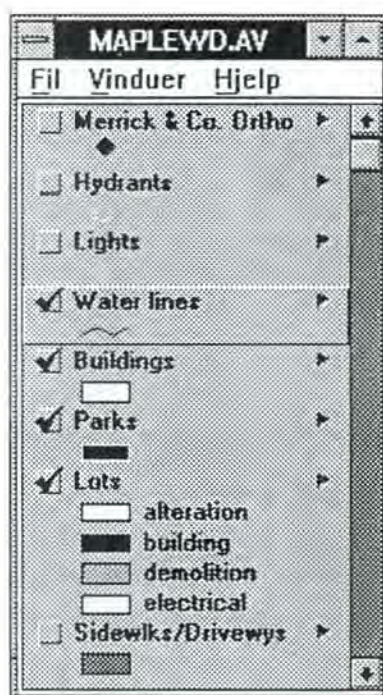 MAPLEWD.AV
Fil Vinduer Hjelp
Merrick & Co. Ortho
Hydrants
Lights
Water lines
Buildings
Parks
Lots
alteration
building
demolition
electrical
Sidewlks/Drivewys